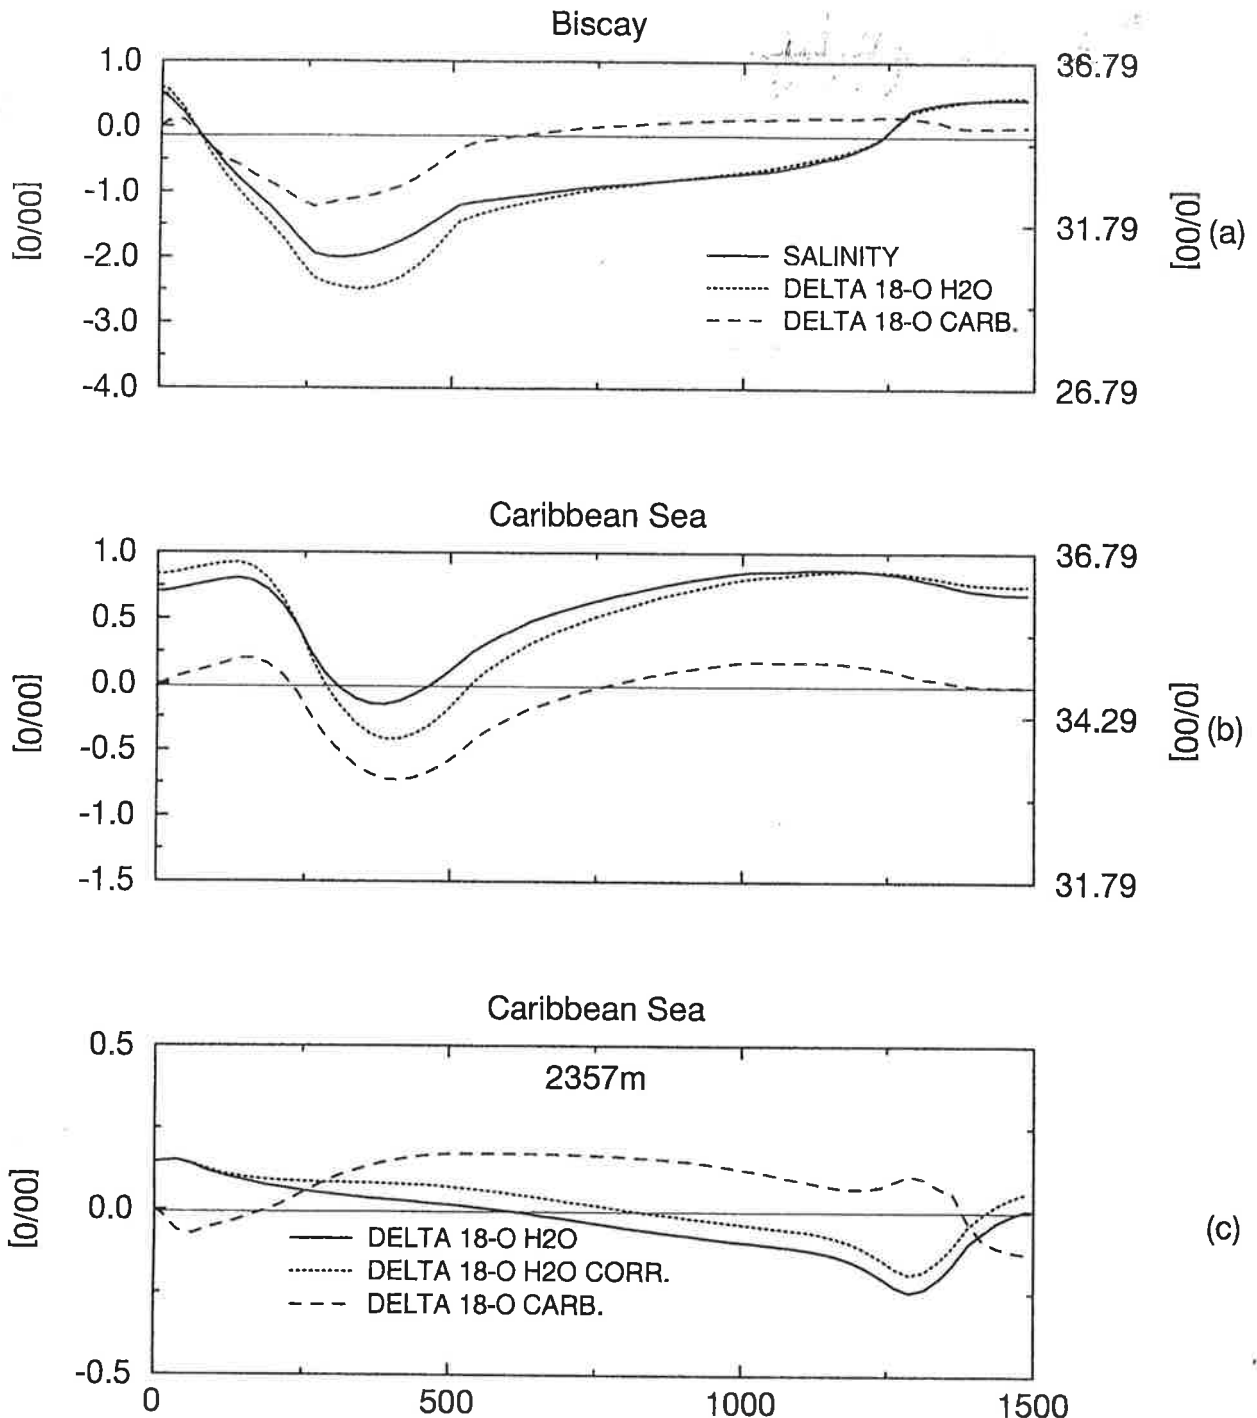 Biscay
1.0
0.0
-1.0
-2.0
-3.0
-4.0
[0/00]
36.79
31.79
26.79
[0/00]
(a)
SALINITY
DELTA 18-O H2O
DELTA 18-O CARB.
Caribbean Sea
1.0
0.5
0.0
-0.5
-1.0
-1.5
[0/00]
36.79
34.29
31.79
[0/00]
(b)
Caribbean Sea
2357m
0.5
0.0
-0.5
[0/00]
(c)
DELTA 18-O H2O
DELTA 18-O H2O CORR.
DELTA 18-O CARB.
0
500
1000
1500